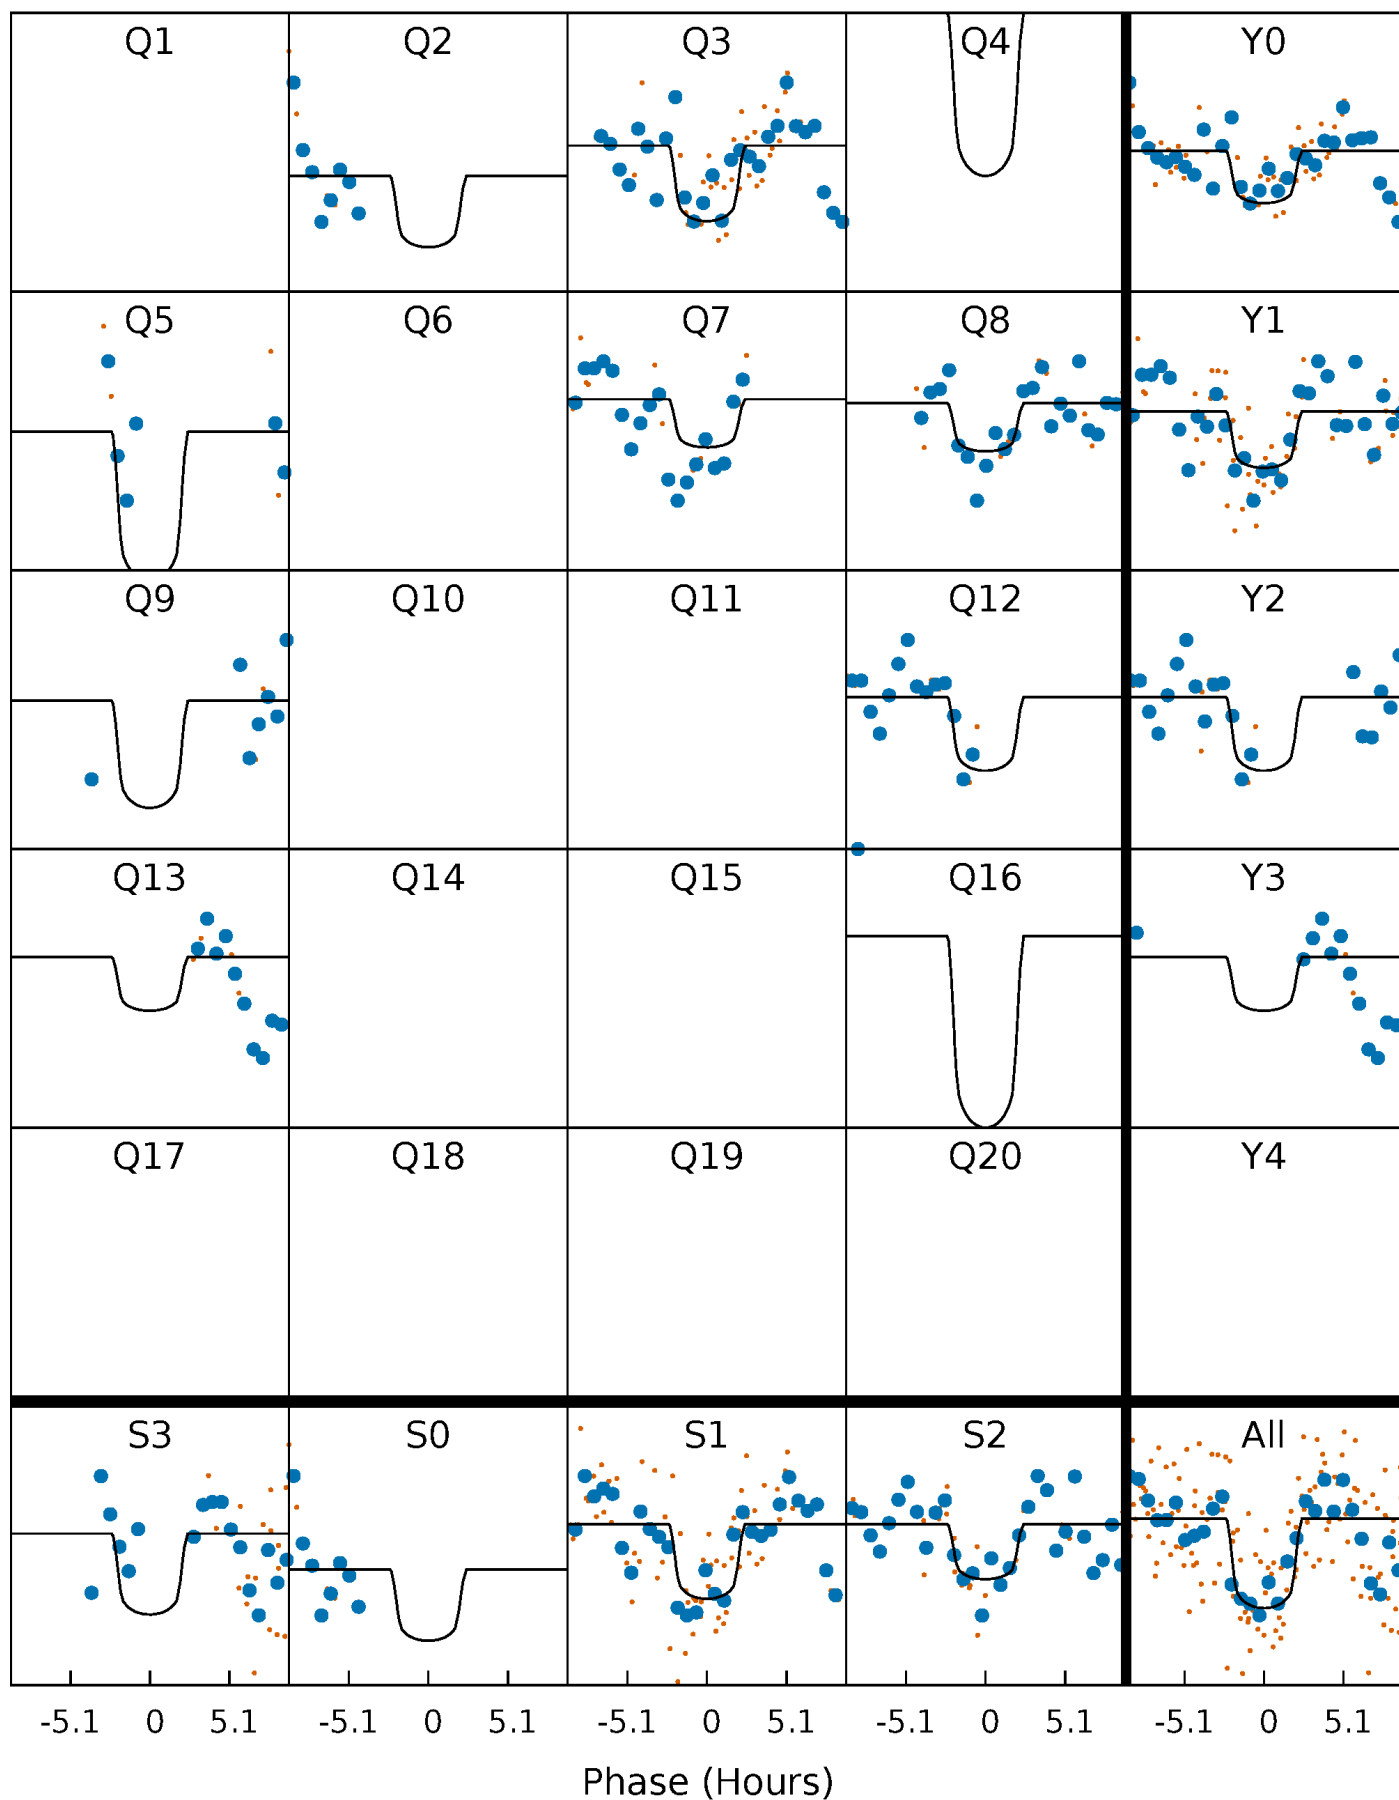 Q1 Q2 Q3 Q4 Y0
Q5 Q6 Q7 Q8 Y1
Q9 Q10 Q11 Q12 Y2
Q13 Q14 Q15 Q16 Y3
Q17 Q18 Q19 Q20 Y4
S3 S0 S1 S2 All
-5.1 0 5.1 -5.1 0 5.1 -5.1 0 5.1 -5.1 0 5.1 -5.1 0 5.1
Phase (Hours)